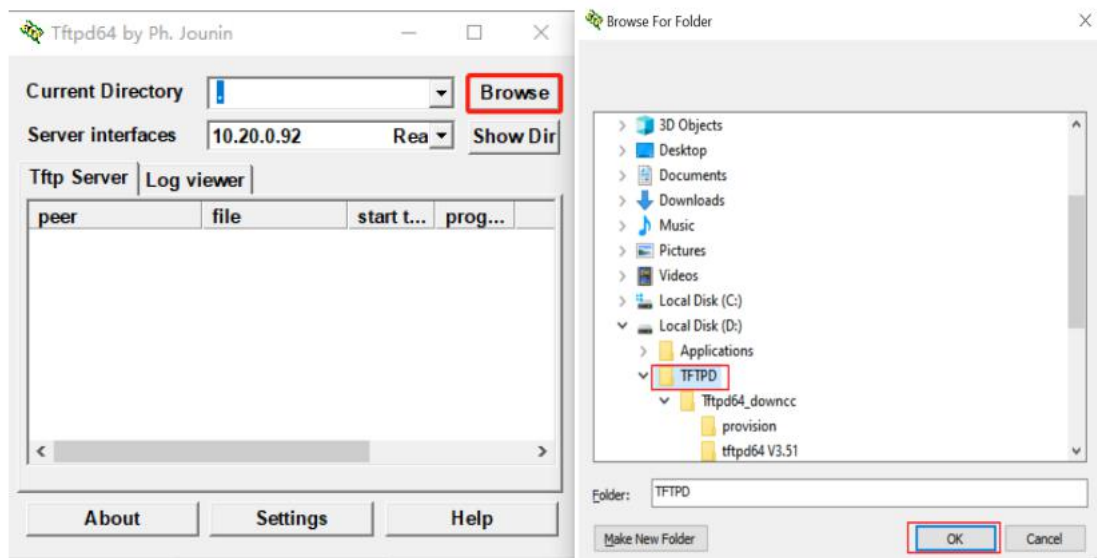 Tftpd64 by Ph. Jounin
Current Directory . Browse
Server interfaces 10.20.0.92 Rea Show Dir
Tftp Server Log viewer
peer file start t... prog...
About Settings Help
Browse For Folder
3D Objects
Desktop
Documents
Downloads
Music
Pictures
Videos
Local Disk (C:)
Local Disk (D:)
Applications
TFTPD
Tftpd64_downcc
provision
tftpd64 V3.51
Folder: TFTPD
Make New Folder OK Cancel